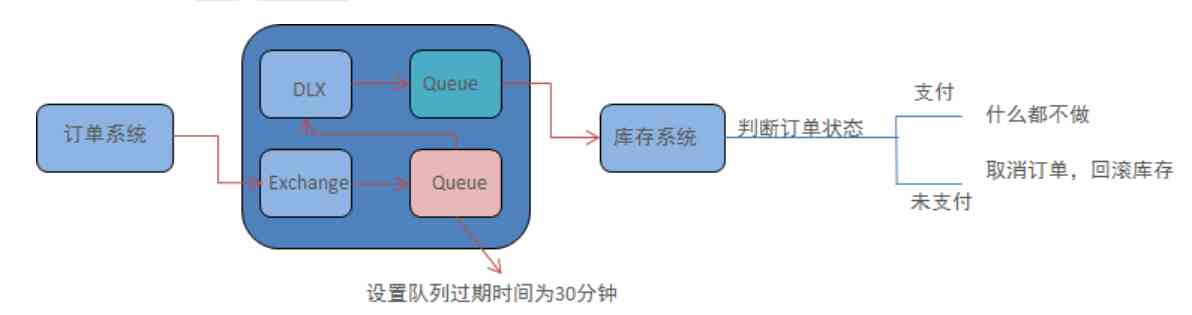 DLX
Queue
订单系统
Exchange
Queue
库存系统
判断订单状态
支付
什么都不做
取消订单，回滚库存
未支付
设置队列过期时间为30分钟